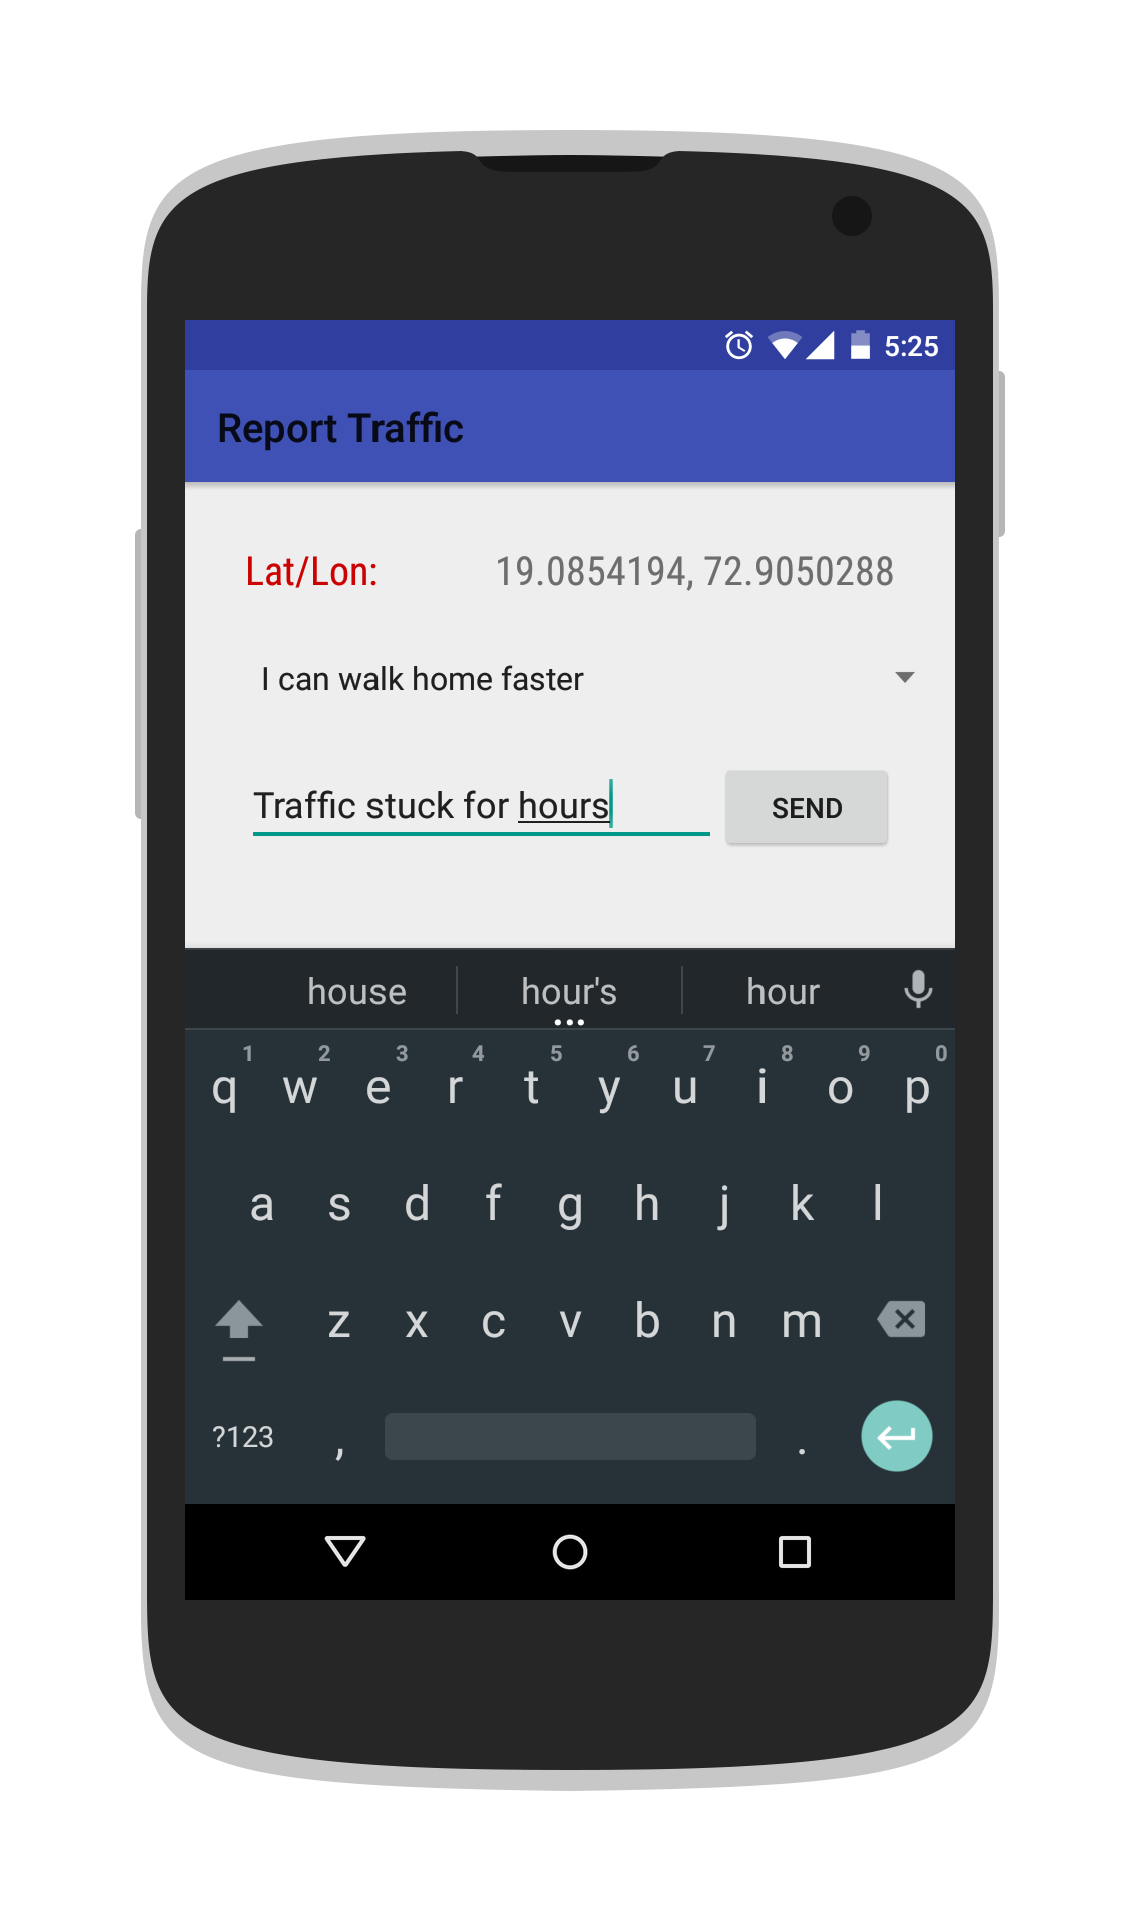 5:25
Report Traffic
Lat/Lon: 19.0854194, 72.9050288
I can walk home faster
Traffic stuck for hours SEND
house hour's hour
1 2 3 4 5 6 7 8 9 0
q w e r t y u i o p
a s d f g h j k l
z x c v b n m
?123 , .